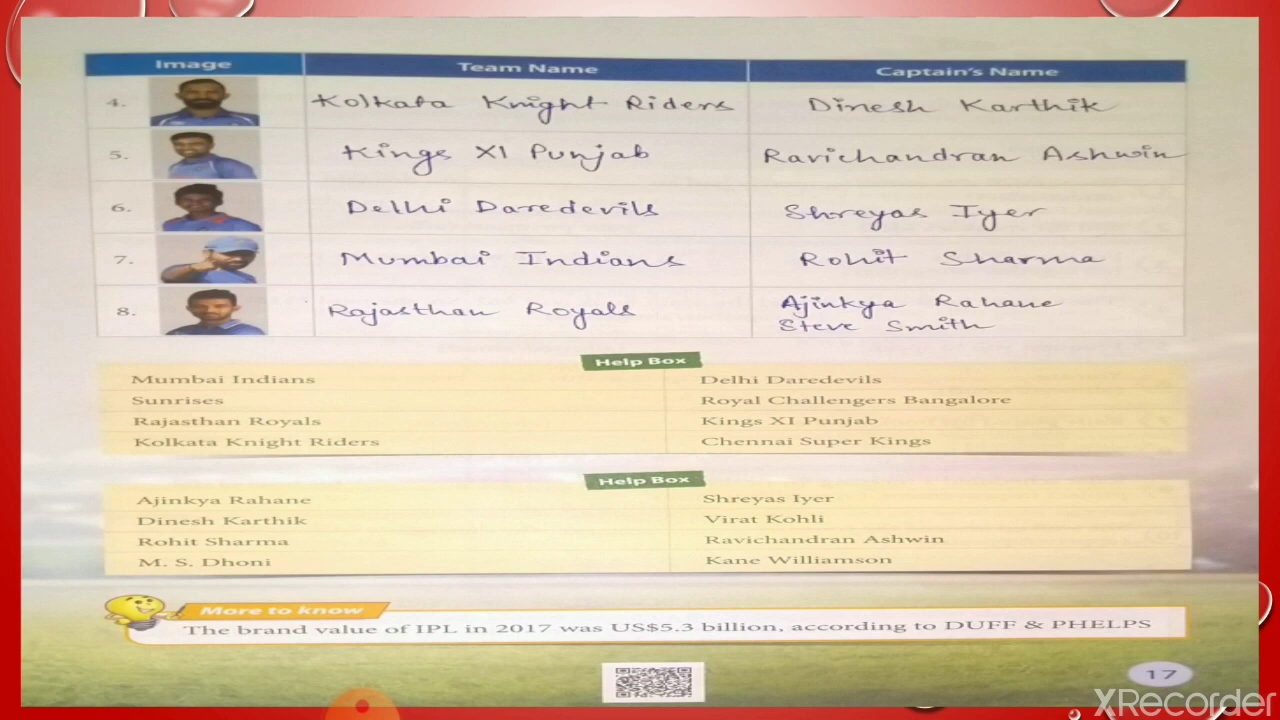 Image Team Name Captain's Name
4. Kolkata Knight Riders Dinesh Karthik
5. Kings XI Punjab Ravichandran Ashwin
6. Delhi Daredevils Shreyas Iyer
7. Mumbai Indians Rohit Sharma
8. Rajasthan Royals Ajinkya Rahane
Steve Smith
Help Box
Mumbai Indians Delhi Daredevils
Sunrises Royal Challengers Bangalore
Rajasthan Royals Kings XI Punjab
Kolkata Knight Riders Chennai Super Kings
Help Box
Ajinkya Rahane Shreyas Iyer
Dinesh Karthik Virat Kohli
Rohit Sharma Ravichandran Ashwin
M. S. Dhoni Kane Williamson
More to know
The brand value of IPL in 2017 was US$5.3 billion, according to DUFF & PHELPS
17
XRecorder